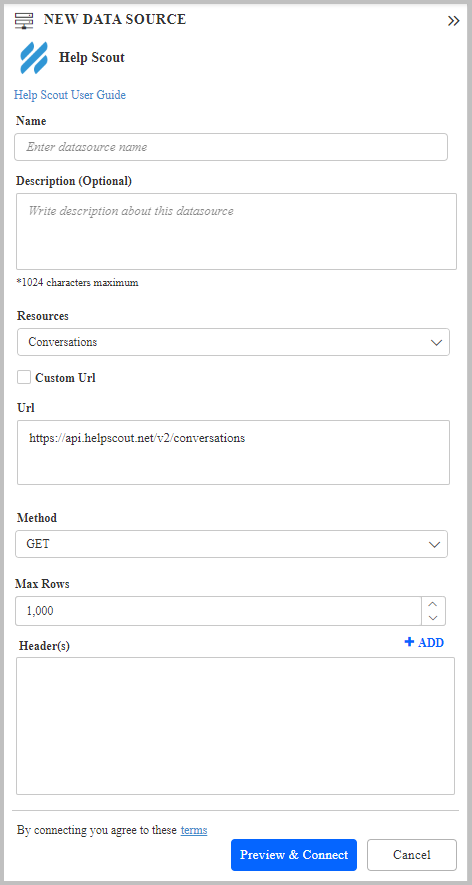 NEW DATA SOURCE
Help Scout
Help Scout User Guide
Name
Enter datasource name
Description (Optional)
Write description about this datasource
*1024 characters maximum
Resources
Conversations
Custom Url
Url
https://api.helpscout.net/v2/conversations
Method
GET
Max Rows
1,000
Header(s)
+ ADD
By connecting you agree to these terms
Preview & Connect
Cancel